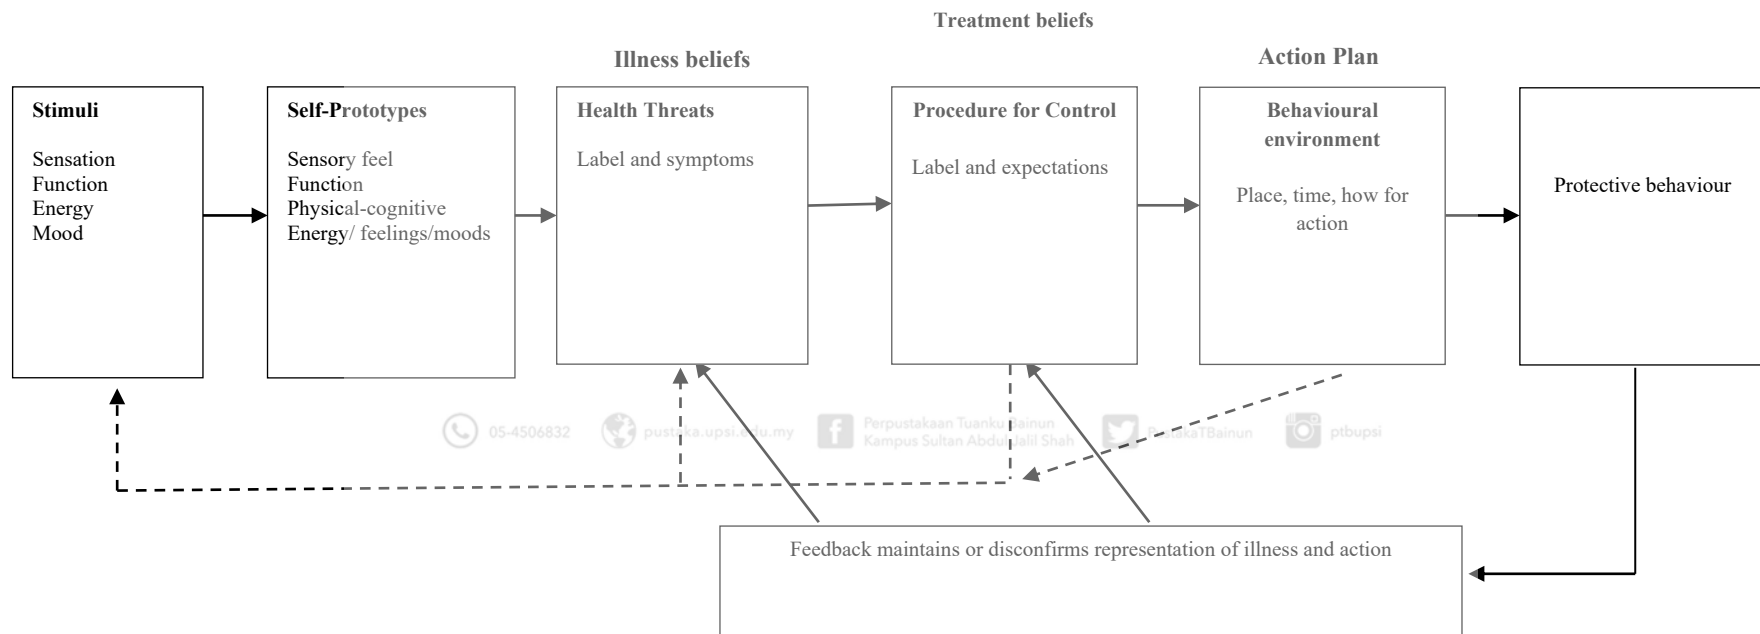 Treatment beliefs
Illness beliefs
Action Plan
Stimuli
Sensation
Function
Energy
Mood
Self-Prototypes
Sensory feel
Function
Physical-cognitive
Energy/ feelings/moods
Health Threats
Label and symptoms
Procedure for Control
Label and expectations
Behavioural
environment
Place, time, how for
action
Protective behaviour
05-4506832
pustaka.upsi.edu.my
Perpustakaan Tuanku Bainun
Kampus Sultan Abdul Jalil Shah
PustakaTBainun
ptbupsi
Feedback maintains or disconfirms representation of illness and action